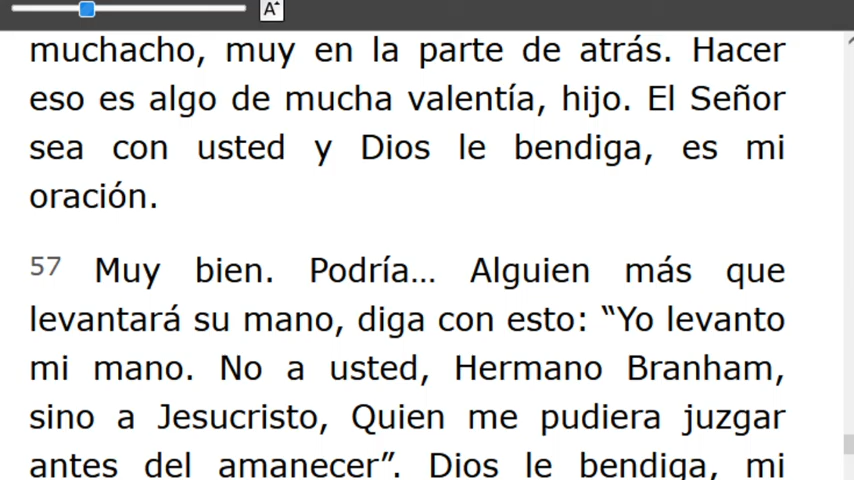 A
muchacho, muy en la parte de atrás. Hacer
eso es algo de mucha valentía, hijo. El Señor
sea con usted y Dios le bendiga, es mi
oración.
57 Muy bien. Podría... Alguien más que
levantará su mano, diga con esto: “Yo levanto
mi mano. No a usted, Hermano Branham,
sino a Jesucristo, Quien me pudiera juzgar
antes del amanecer”. Dios le bendiga, mi